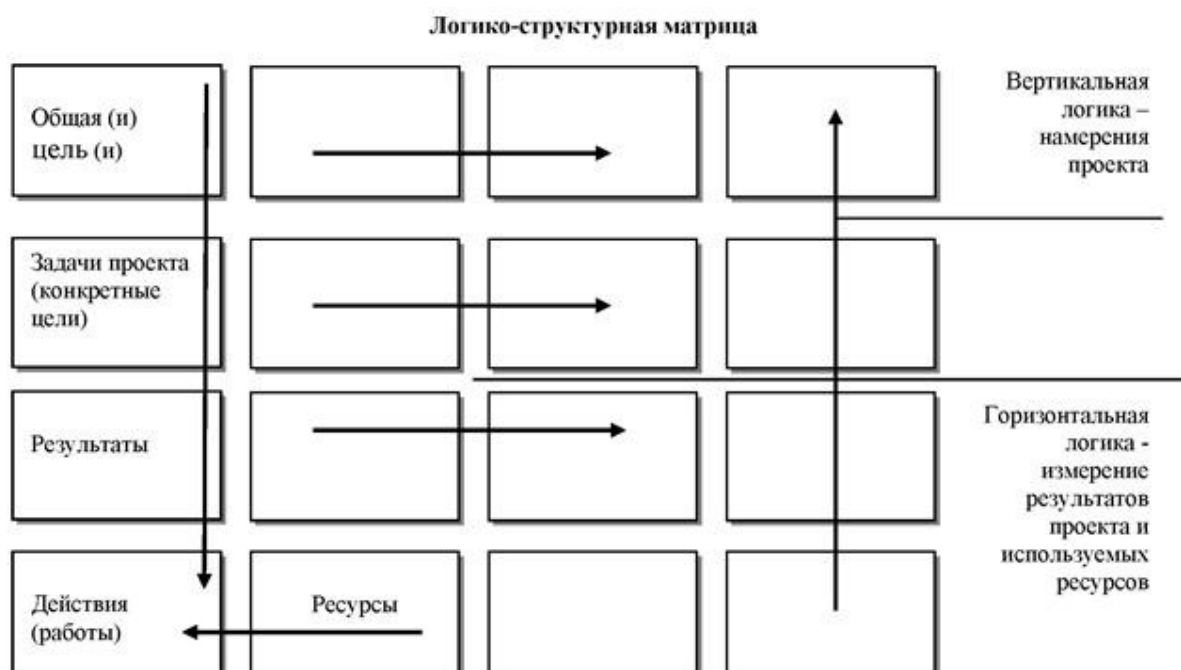 Логико-структурная матрица
Общая (и)
цель (и)
Вертикальная
логика –
намерения
проекта
Задачи проекта
(конкретные
цели)
Результаты
Горизонтальная
логика -
измерение
результатов
проекта и
используемых
ресурсов
Действия
(работы)
Ресурсы